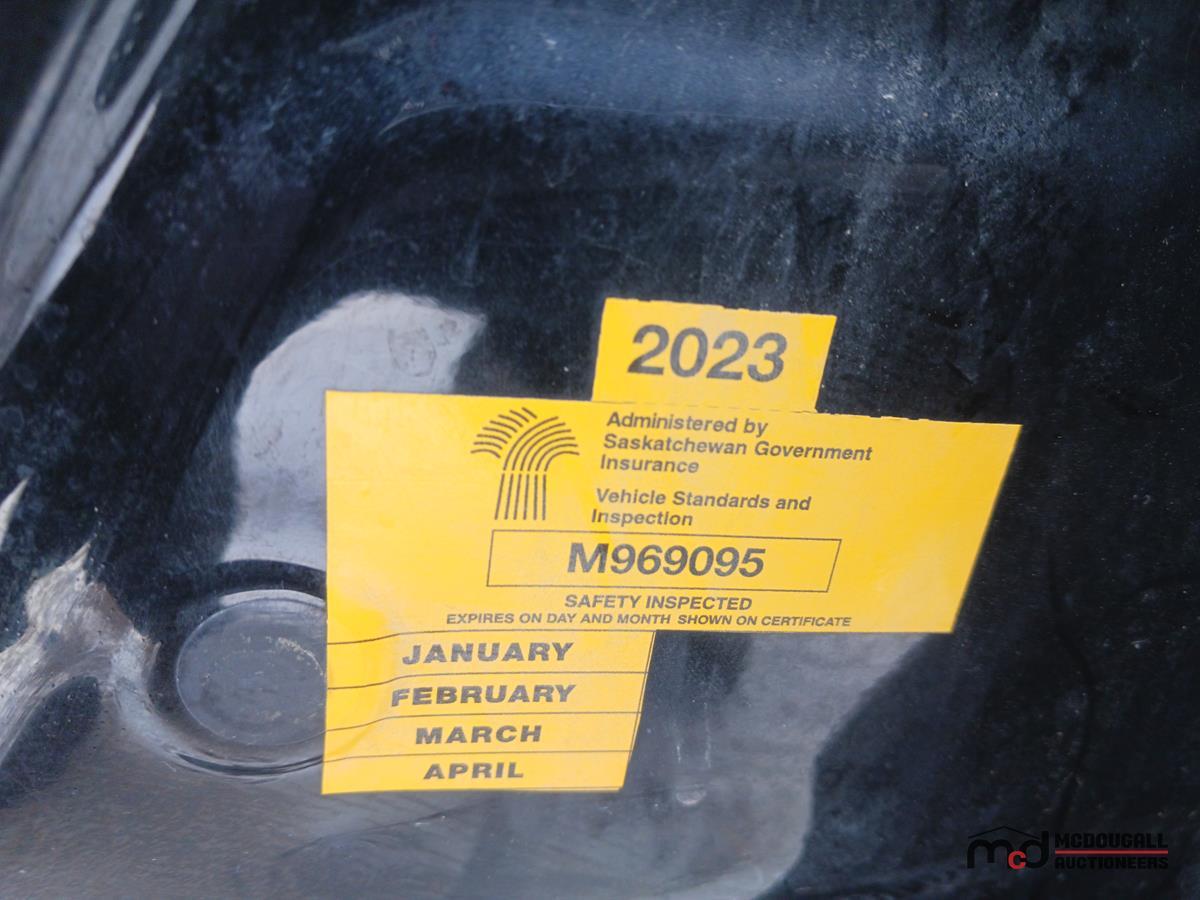 2023
Administered by
Saskatchewan Government
Insurance
Vehicle Standards and
Inspection
M969095
SAFETY INSPECTED
EXPIRES ON DAY AND MONTH SHOWN ON CERTIFICATE
JANUARY
FEBRUARY
MARCH
APRIL
mcd
MCDOUGALL
AUCTIONEERS